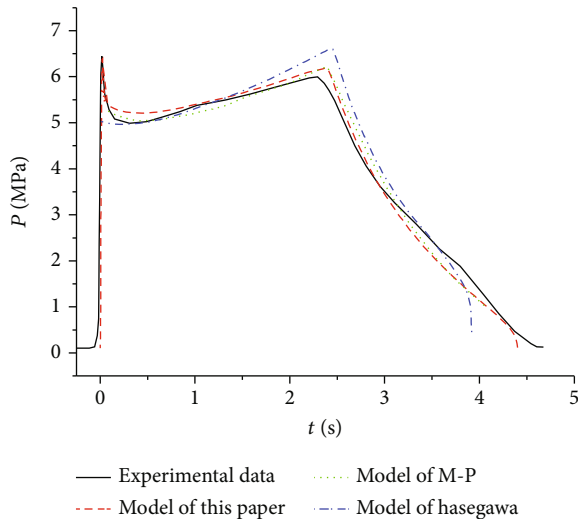 7
6
5
4
3
2
1
0
P (MPa)
0 1 2 3 4 5
t (s)
Experimental data
Model of M-P
Model of this paper
Model of hasegawa